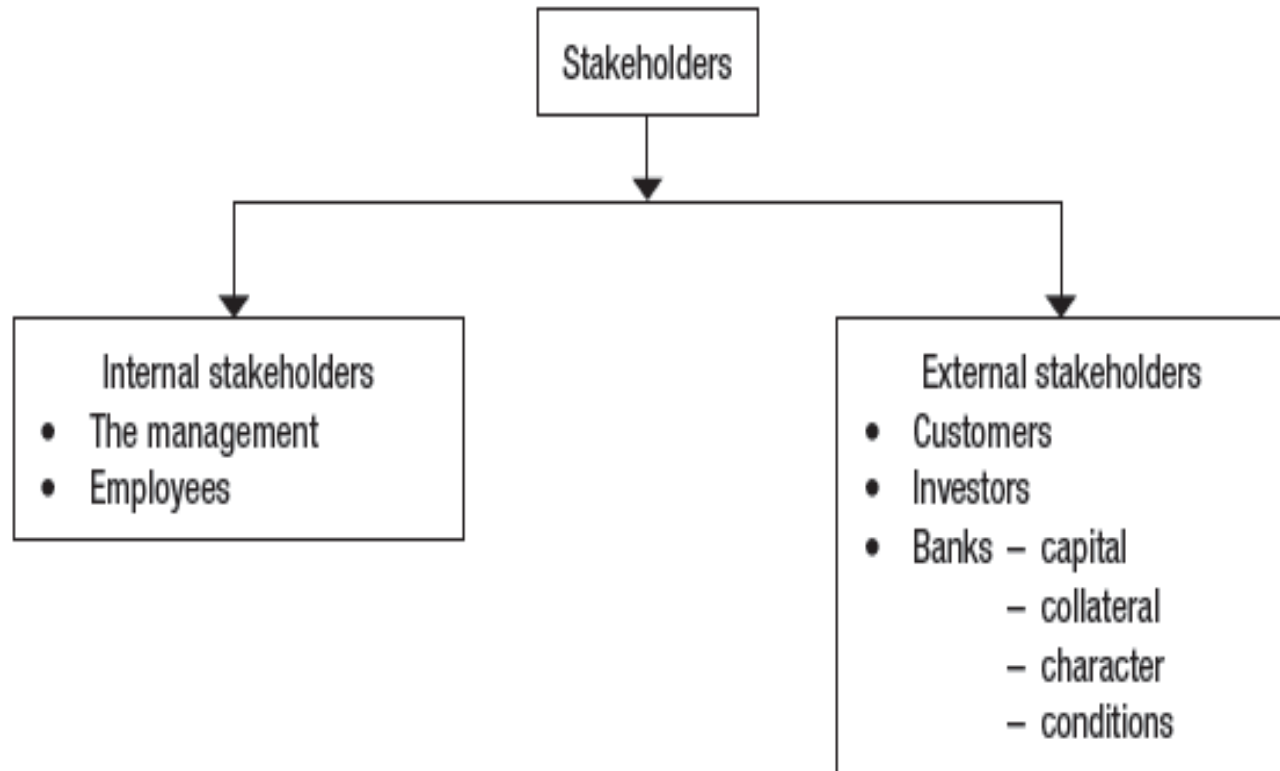 Stakeholders
Internal stakeholders
• The management
• Employees
External stakeholders
• Customers
• Investors
• Banks – capital
– collateral
– character
– conditions